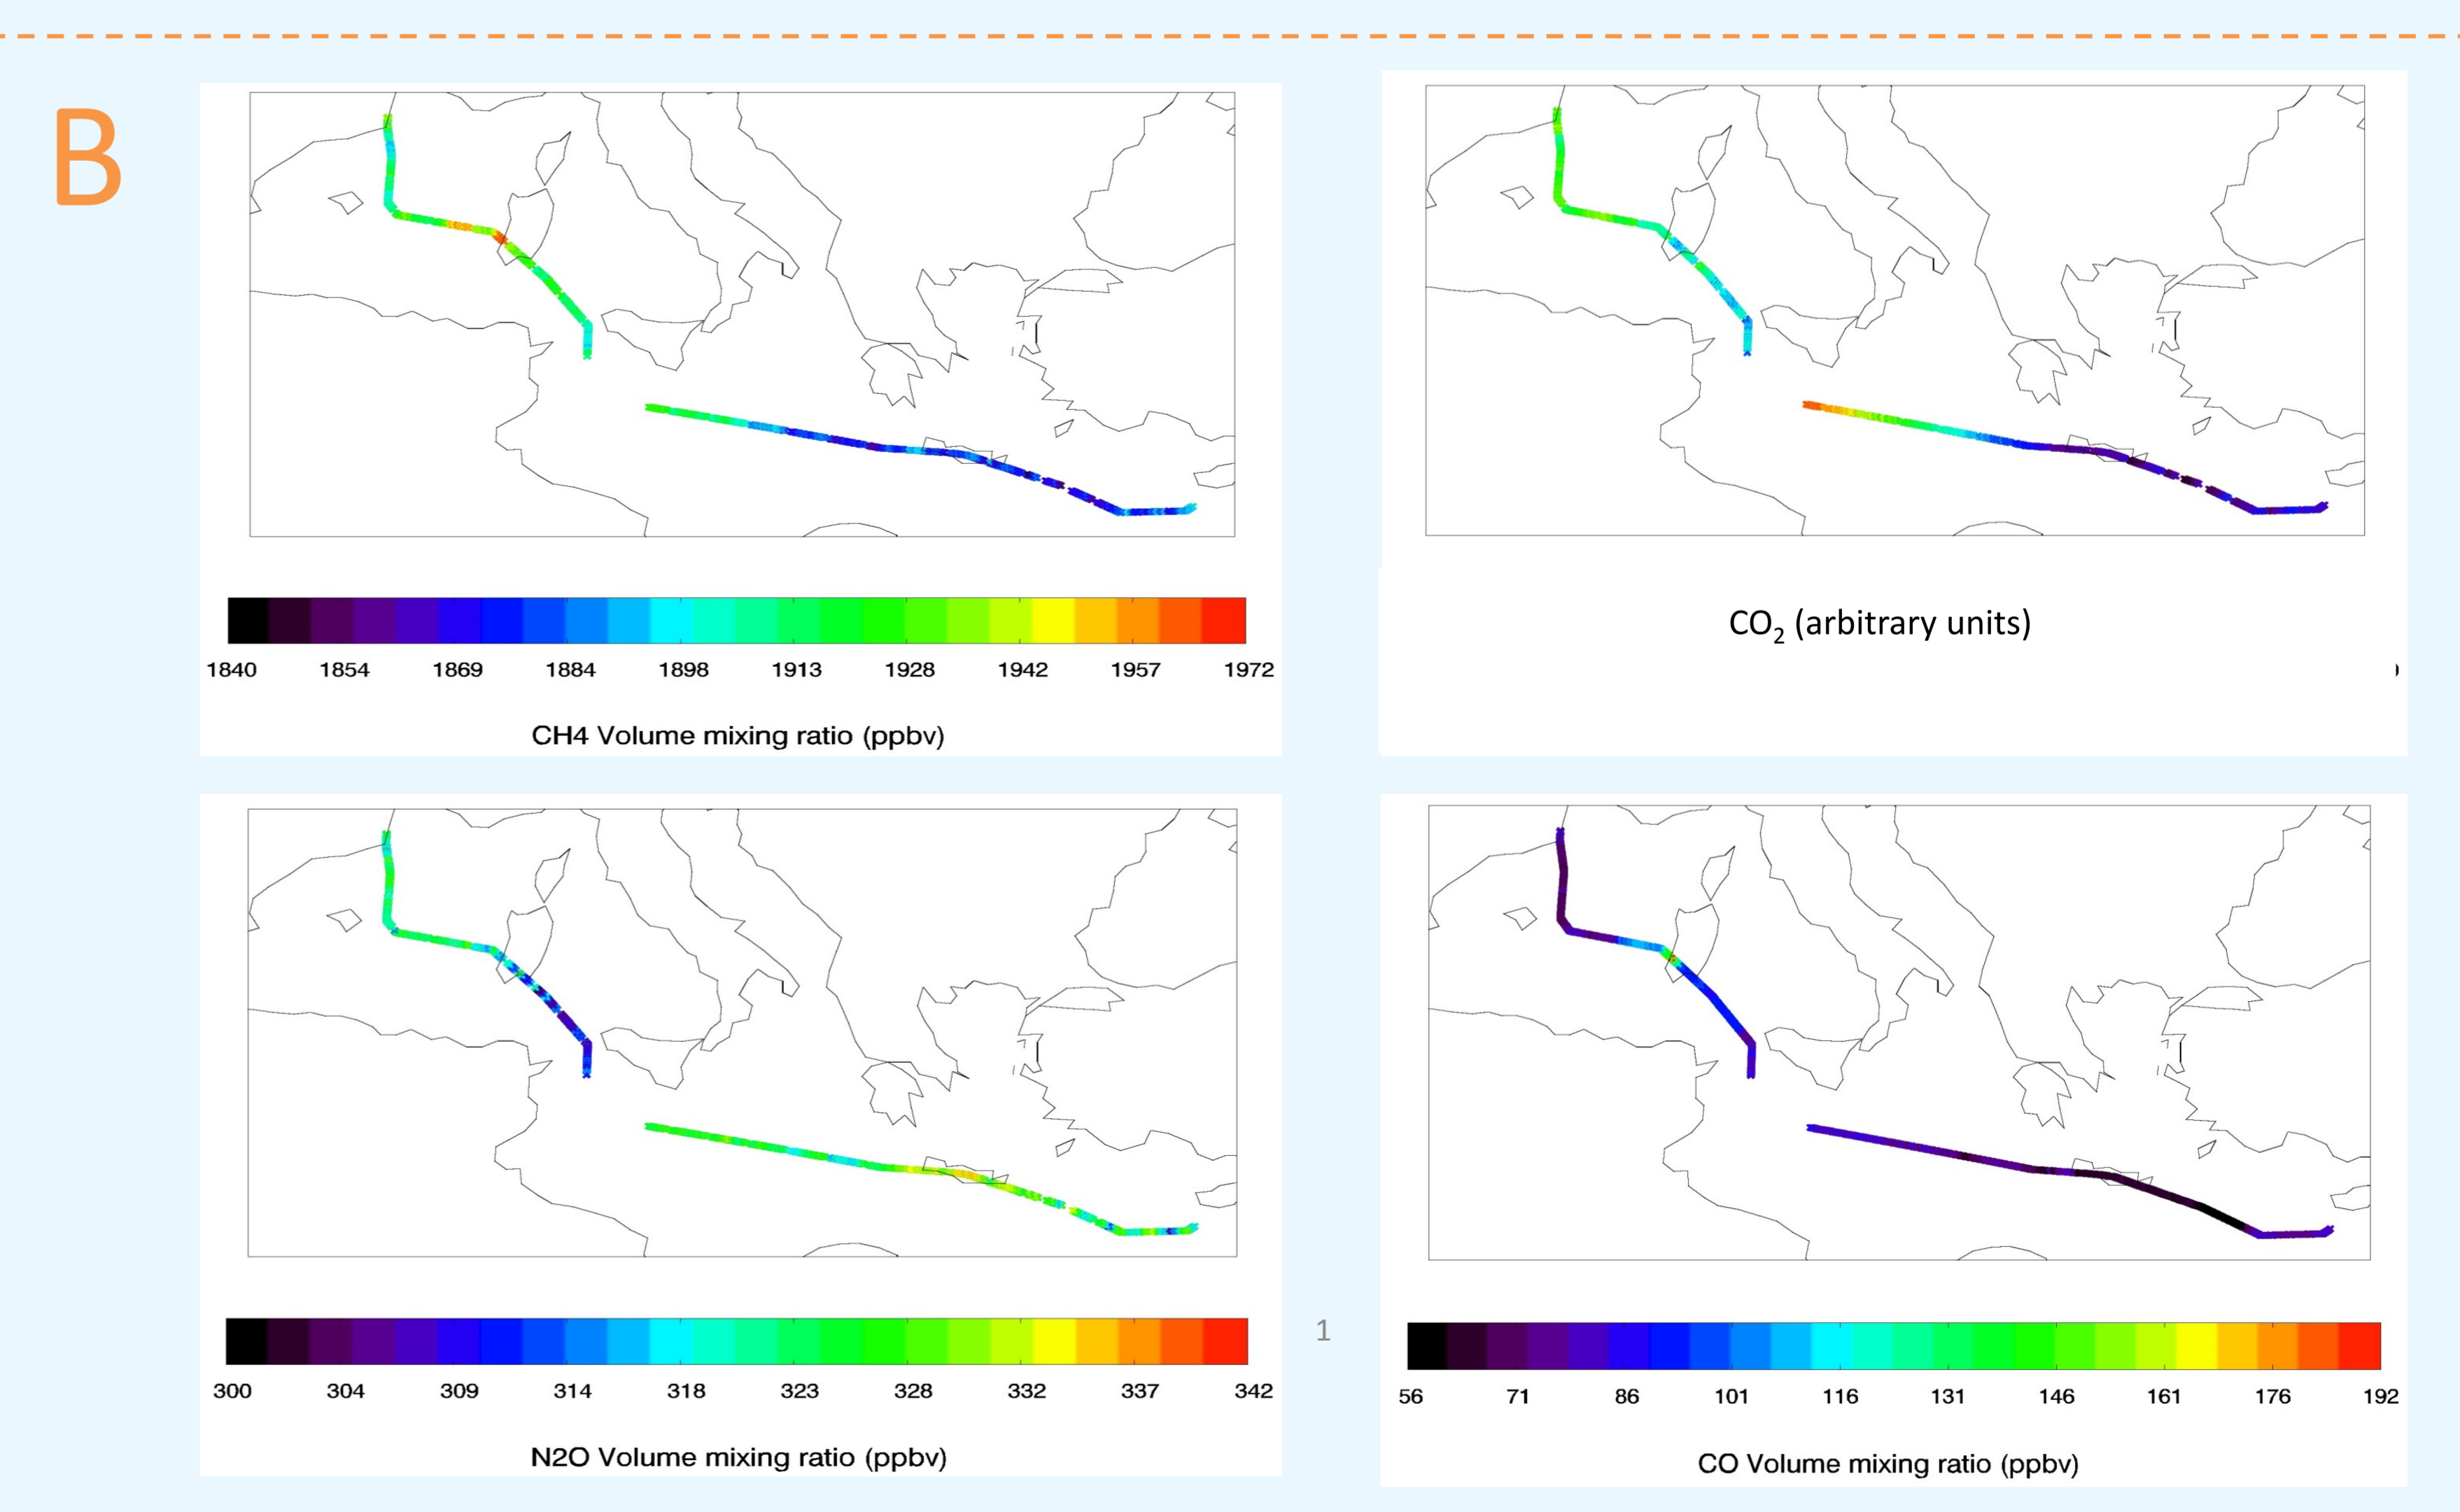 B
1840 1854 1869 1884 1898 1913 1928 1942 1957 1972
CH4 Volume mixing ratio (ppbv)
CO2 (arbitrary units)
300 304 309 314 318 323 328 332 337 342
N2O Volume mixing ratio (ppbv)
1
56 71 86 101 116 131 146 161 176 192
CO Volume mixing ratio (ppbv)